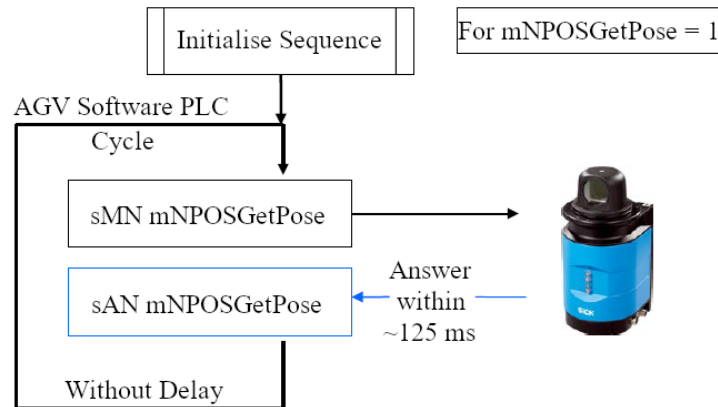 Initialise Sequence
For mNPOSGetPose = 1
AGV Software PLC
Cycle
sMN mNPOSGetPose
sAN mNPOSGetPose
Answer
within
~125 ms
SICK
Without Delay